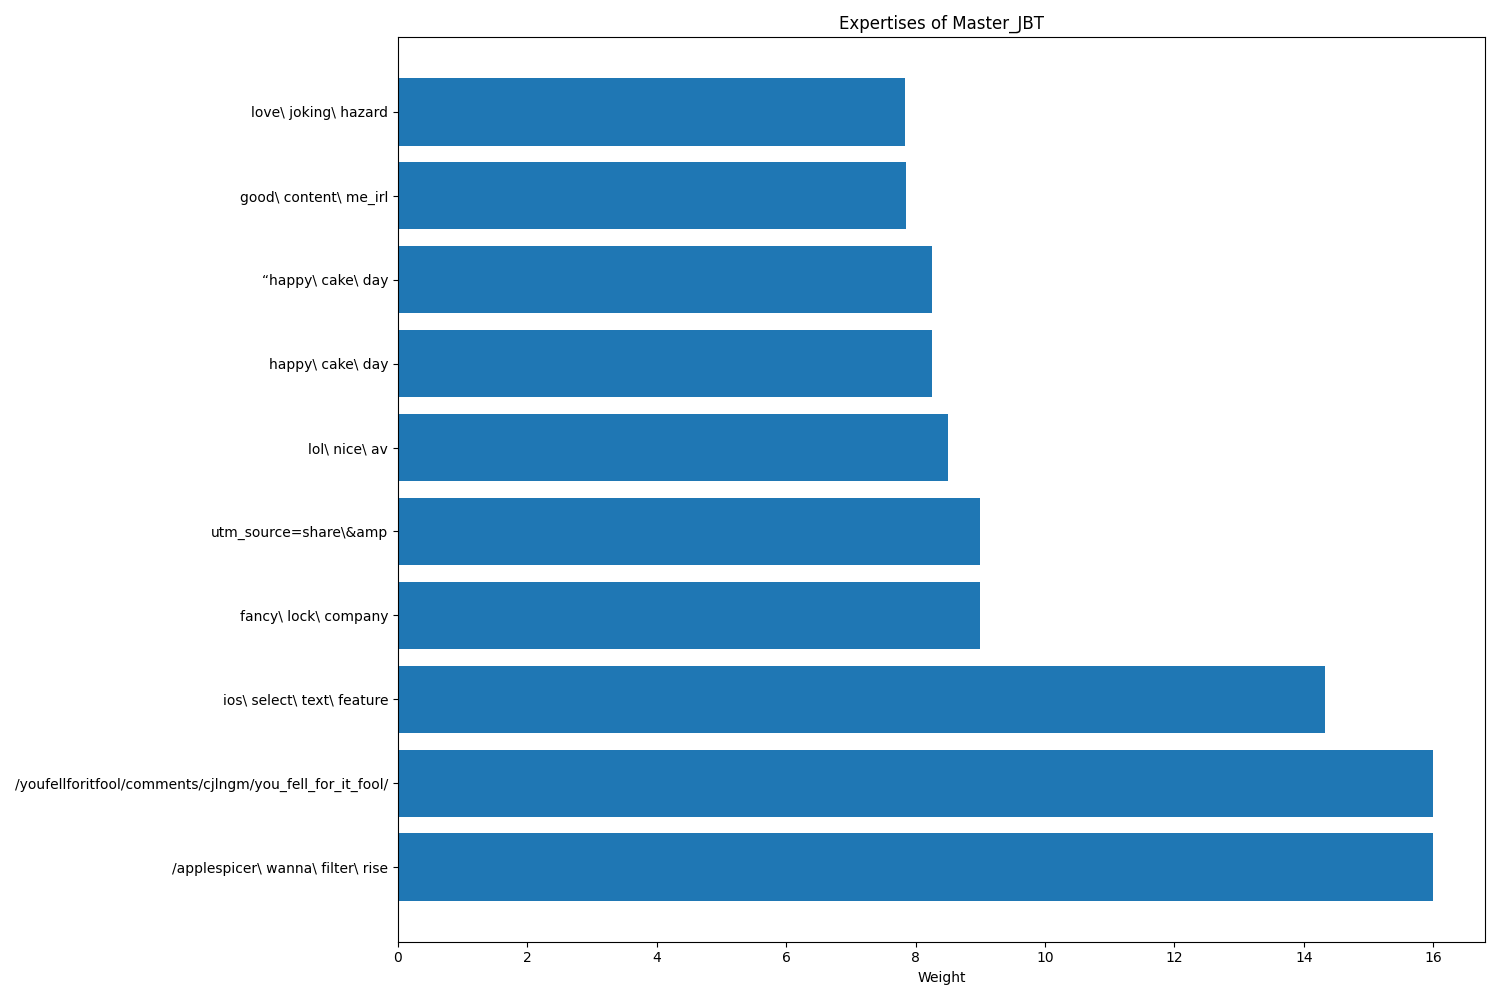 Expertises of Master_JBT
love\ joking\ hazard
good\ content\ me_irl
“happy\ cake\ day
happy\ cake\ day
lol\ nice\ av
utm_source=share\&amp
fancy\ lock\ company
ios\ select\ text\ feature
/youfellforitfool/comments/cjlngm/you_fell_for_it_fool/
/applespicer\ wanna\ filter\ rise
0 2 4 6 8 10 12 14 16
Weight